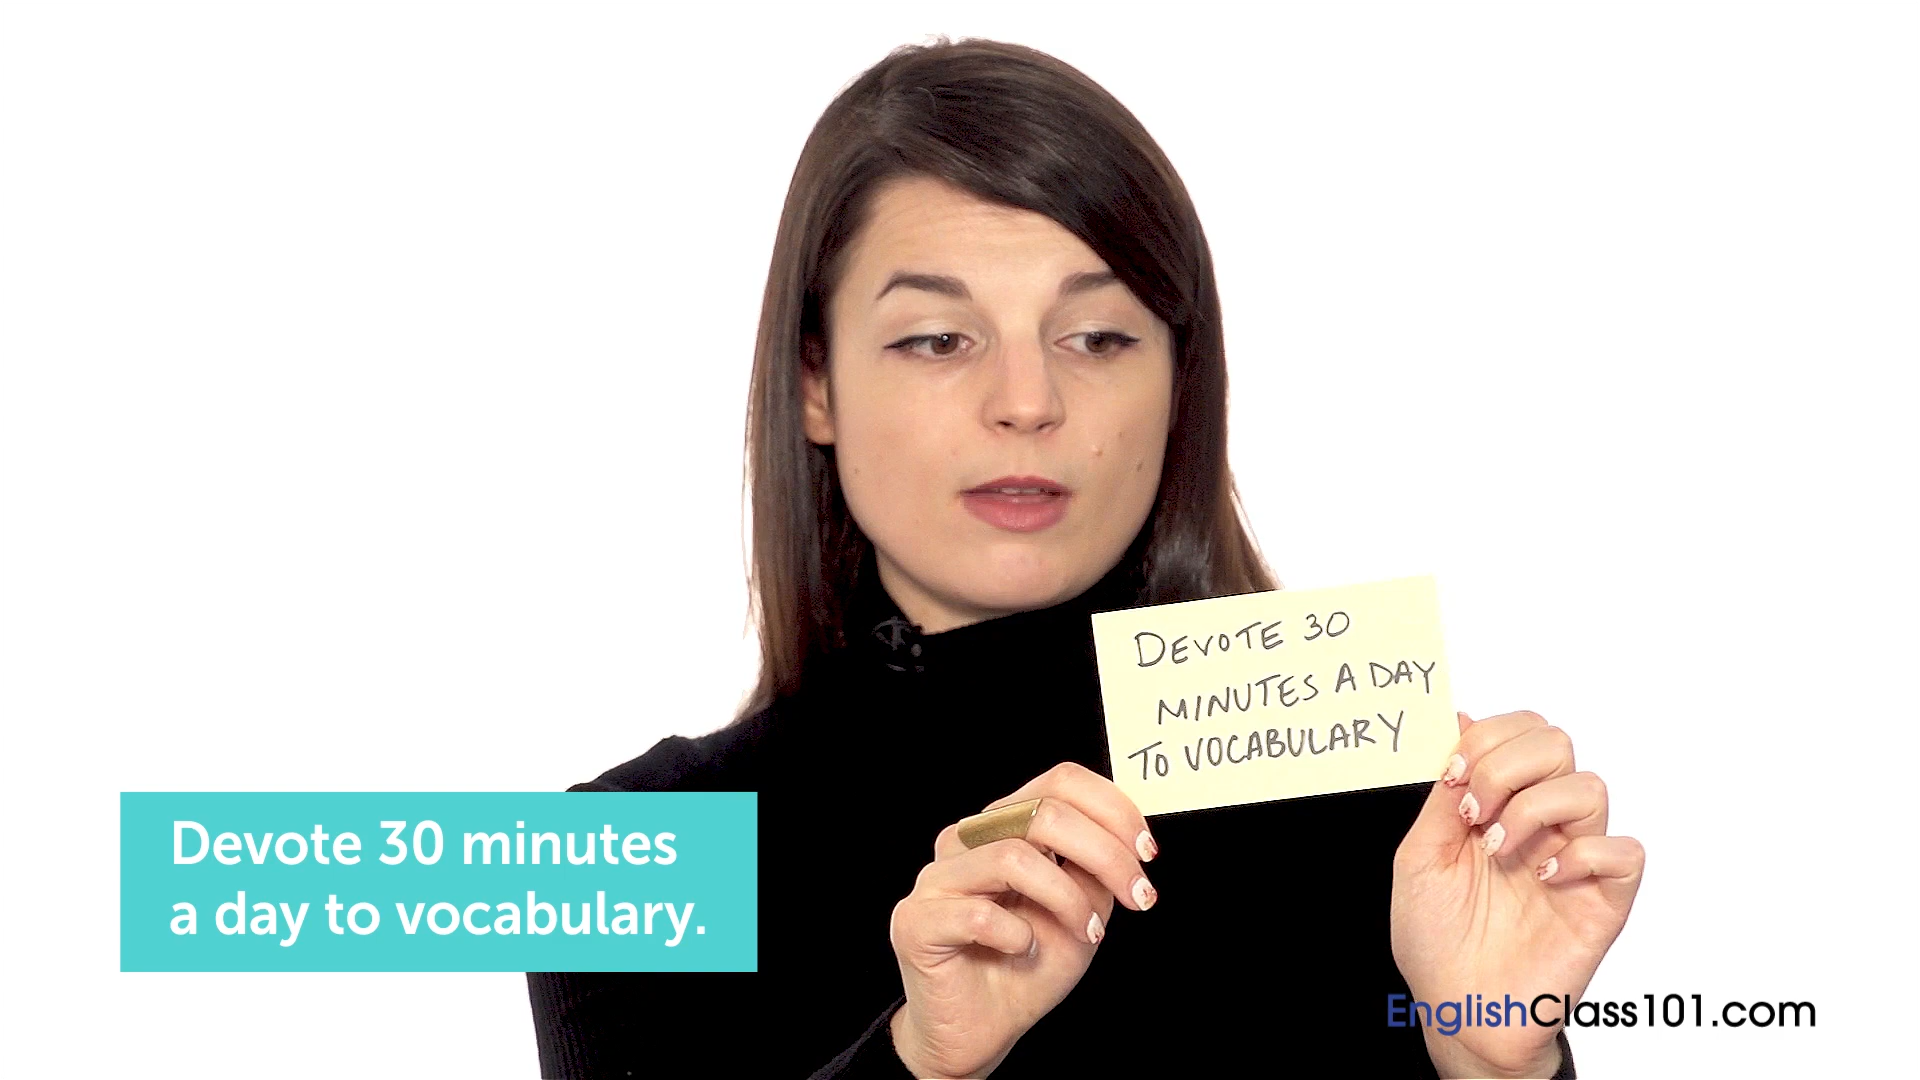 DEVOTE 30
MINUTES A DAY
TO VOCABULARY
Devote 30 minutes
a day to vocabulary.
EnglishClass101.com